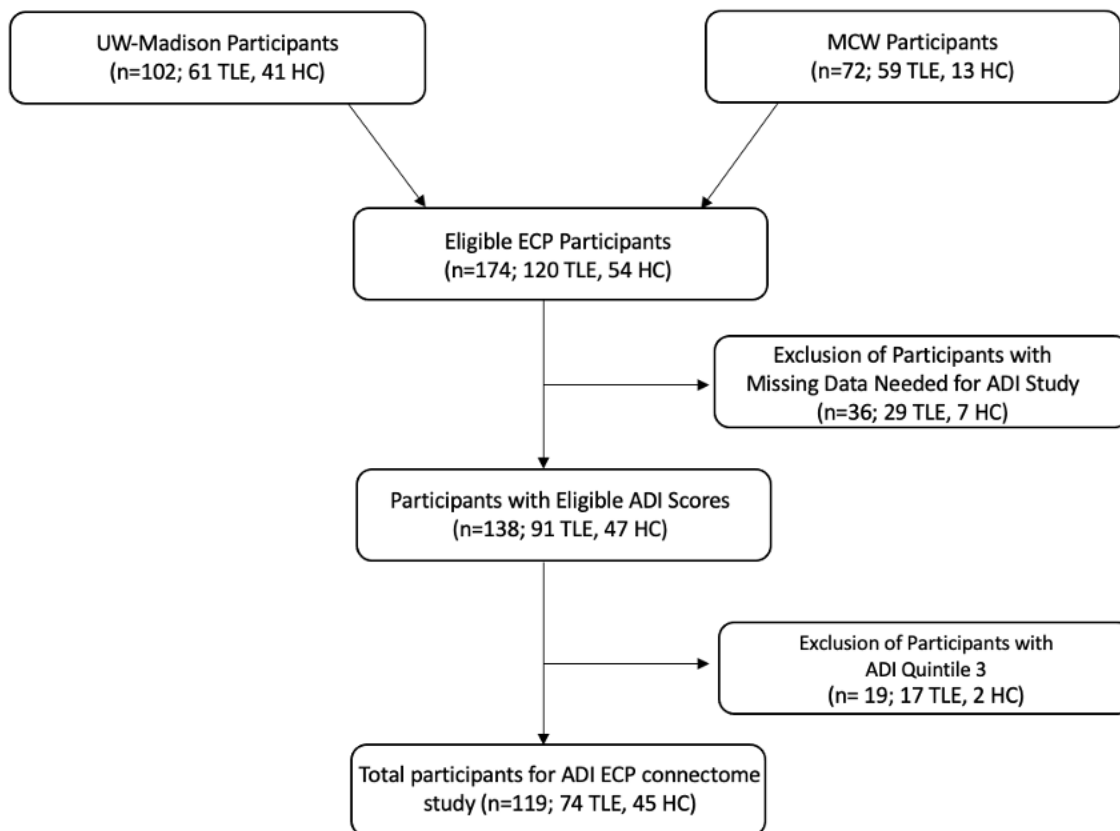 UW-Madison Participants
(n=102; 61 TLE, 41 HC)
MCW Participants
(n=72; 59 TLE, 13 HC)
Eligible ECP Participants
(n=174; 120 TLE, 54 HC)
Exclusion of Participants with
Missing Data Needed for ADI Study
(n=36; 29 TLE, 7 HC)
Participants with Eligible ADI Scores
(n=138; 91 TLE, 47 HC)
Exclusion of Participants with
ADI Quintile 3
(n= 19; 17 TLE, 2 HC)
Total participants for ADI ECP connectome
study (n=119; 74 TLE, 45 HC)